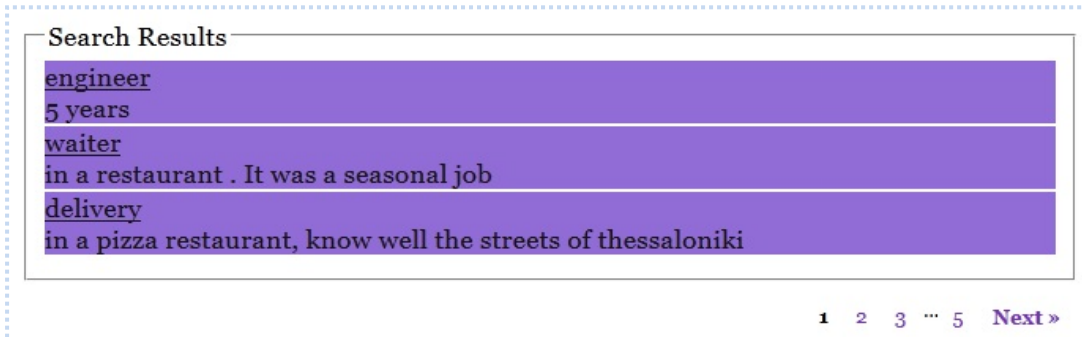 Search Results
engineer
5 years
waiter
in a restaurant . It was a seasonal job
delivery
in a pizza restaurant, know well the streets of thessaloniki
1 2 3 ... 5 Next »